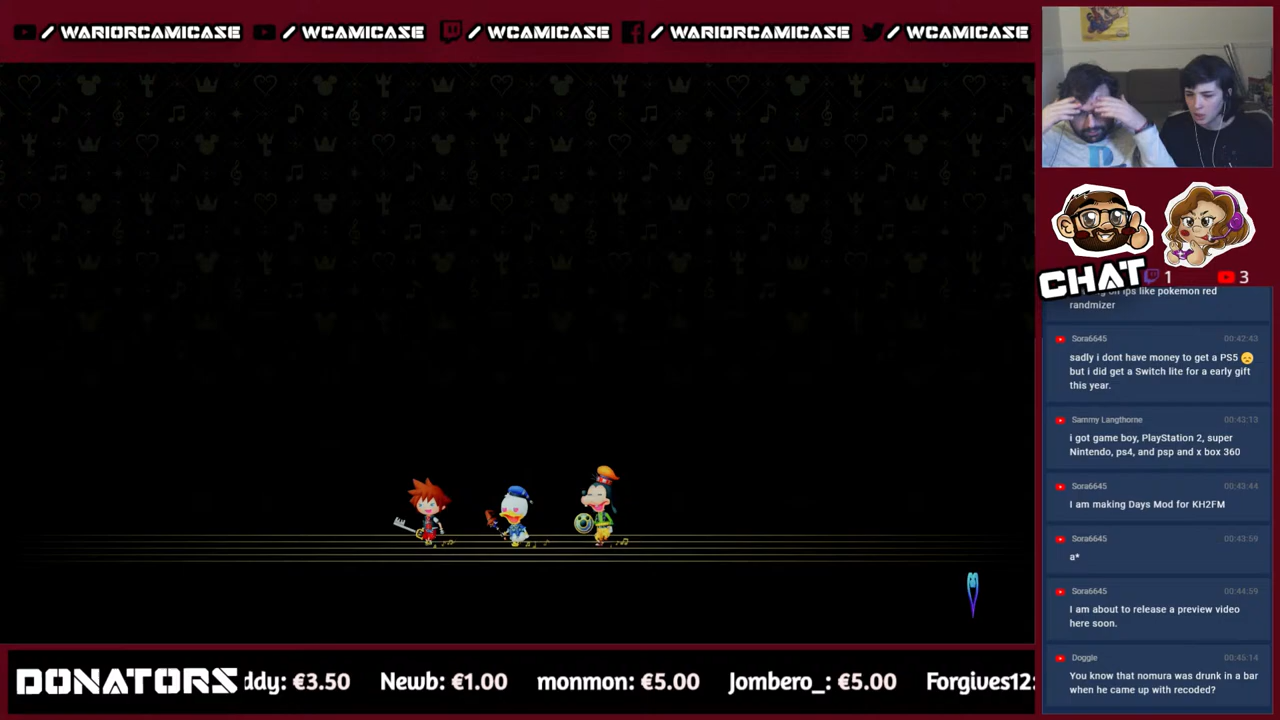 / WARIORCAMICASE / WCAMICASE / WCAMICASE / WARIORCAMICASE / WCAMICASE
CHAT 1 3
like pokemon red
randmizer
Sora6645 00:42:43
sadly i dont have money to get a PS5 😔
but i did get a Switch lite for a early gift
this year.
Sammy Langthorne 00:43:13
i got game boy, PlayStation 2, super
Nintendo, ps4, and psp and x box 360
Sora6645 00:43:44
I am making Days Mod for KH2FM
Sora6645 00:43:59
a*
Sora6645 00:44:59
I am about to release a preview video
here soon.
Doggle 00:45:14
You know that nomura was drunk in a bar
when he came up with recoded?
DONATORS ddy: €3.50 Newb: €1.00 monmon: €5.00 Jombero_: €5.00 Forgives12: